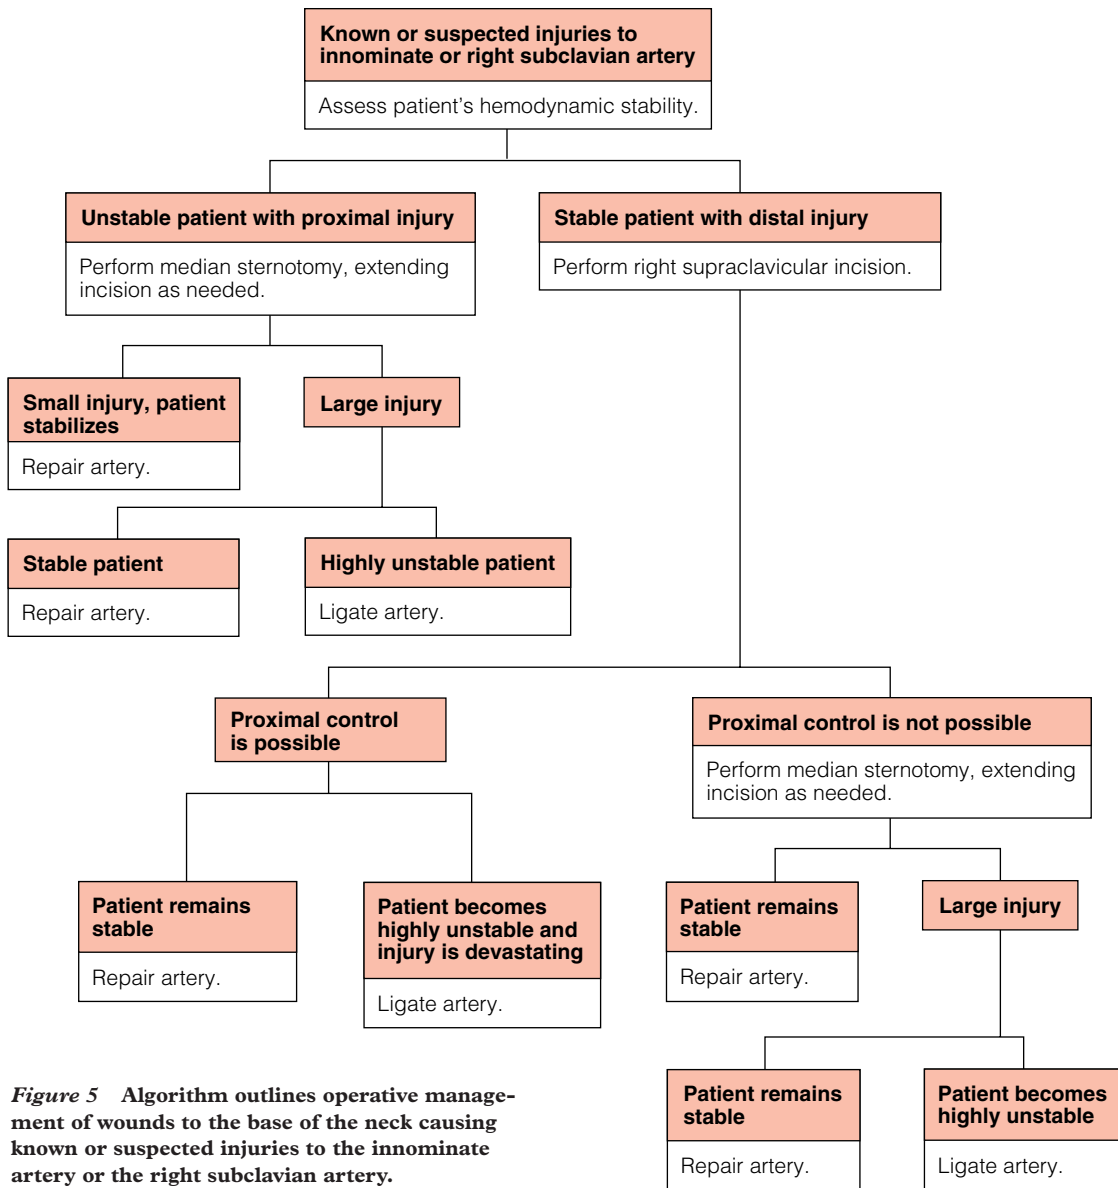 Known or suspected injuries to
innominate or right subclavian artery
Assess patient's hemodynamic stability.
Unstable patient with proximal injury
Perform median sternotomy, extending
incision as needed.
Stable patient with distal injury
Perform right supraclavicular incision.
Small injury, patient
stabilizes
Repair artery.
Large injury
Stable patient
Repair artery.
Highly unstable patient
Ligate artery.
Proximal control
is possible
Proximal control is not possible
Perform median sternotomy, extending
incision as needed.
Patient remains
stable
Repair artery.
Patient becomes
highly unstable and
injury is devastating
Ligate artery.
Patient remains
stable
Repair artery.
Large injury
Patient remains
stable
Repair artery.
Patient becomes
highly unstable
Ligate artery.
Figure 5 Algorithm outlines operative manage-
ment of wounds to the base of the neck causing
known or suspected injuries to the innominate
artery or the right subclavian artery.